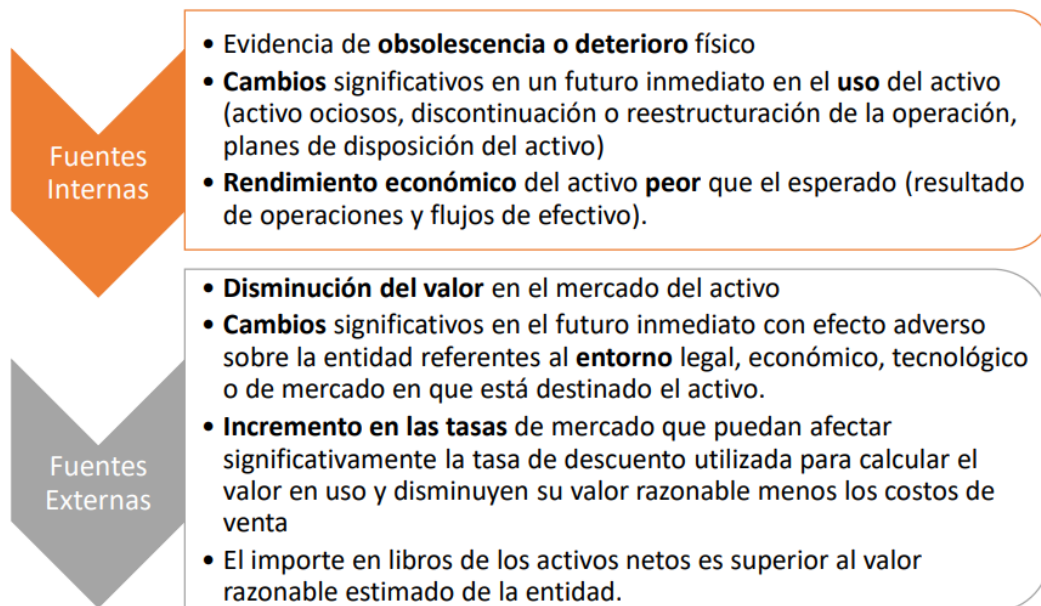 Fuentes
Internas
• Evidencia de obsolescencia o deterioro físico
• Cambios significativos en un futuro inmediato en el uso del activo
(activo ociosos, discontinuación o reestructuración de la operación,
planes de disposición del activo)
• Rendimiento económico del activo peor que el esperado (resultado
de operaciones y flujos de efectivo).
Fuentes
Externas
• Disminución del valor en el mercado del activo
• Cambios significativos en el futuro inmediato con efecto adverso
sobre la entidad referentes al entorno legal, económico, tecnológico
o de mercado en que está destinado el activo.
• Incremento en las tasas de mercado que puedan afectar
significativamente la tasa de descuento utilizada para calcular el
valor en uso y disminuyen su valor razonable menos los costos de
venta
• El importe en libros de los activos netos es superior al valor
razonable estimado de la entidad.